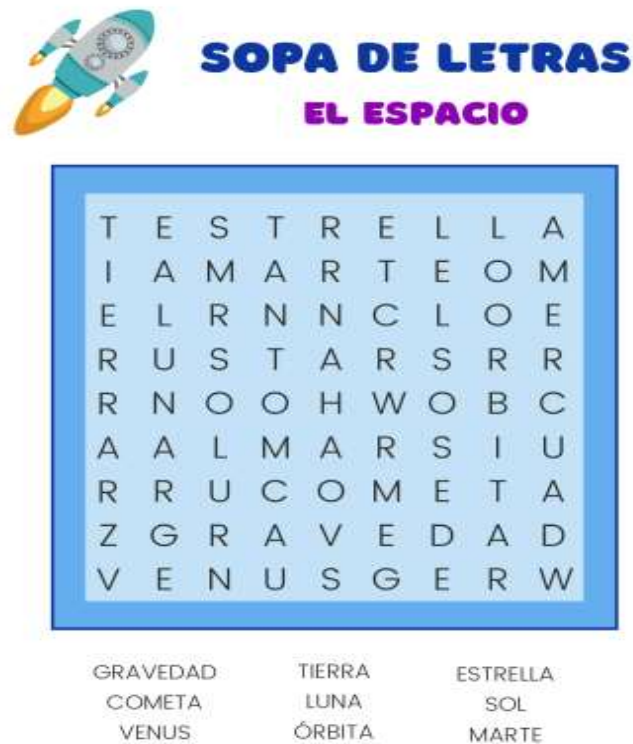 SOPA DE LETRAS
EL ESPACIO
T E S T R E L L A
I A M A R T E O M
E L R N N C L O E
R U S T A R S R R
R N O O H W O B C
A A L M A R S I U
R R U C O M E T A
Z G R A V E D A D
V E N U S G E R W
GRAVEDAD TIERRA ESTRELLA
COMETA LUNA SOL
VENUS ÓRBITA MARTE